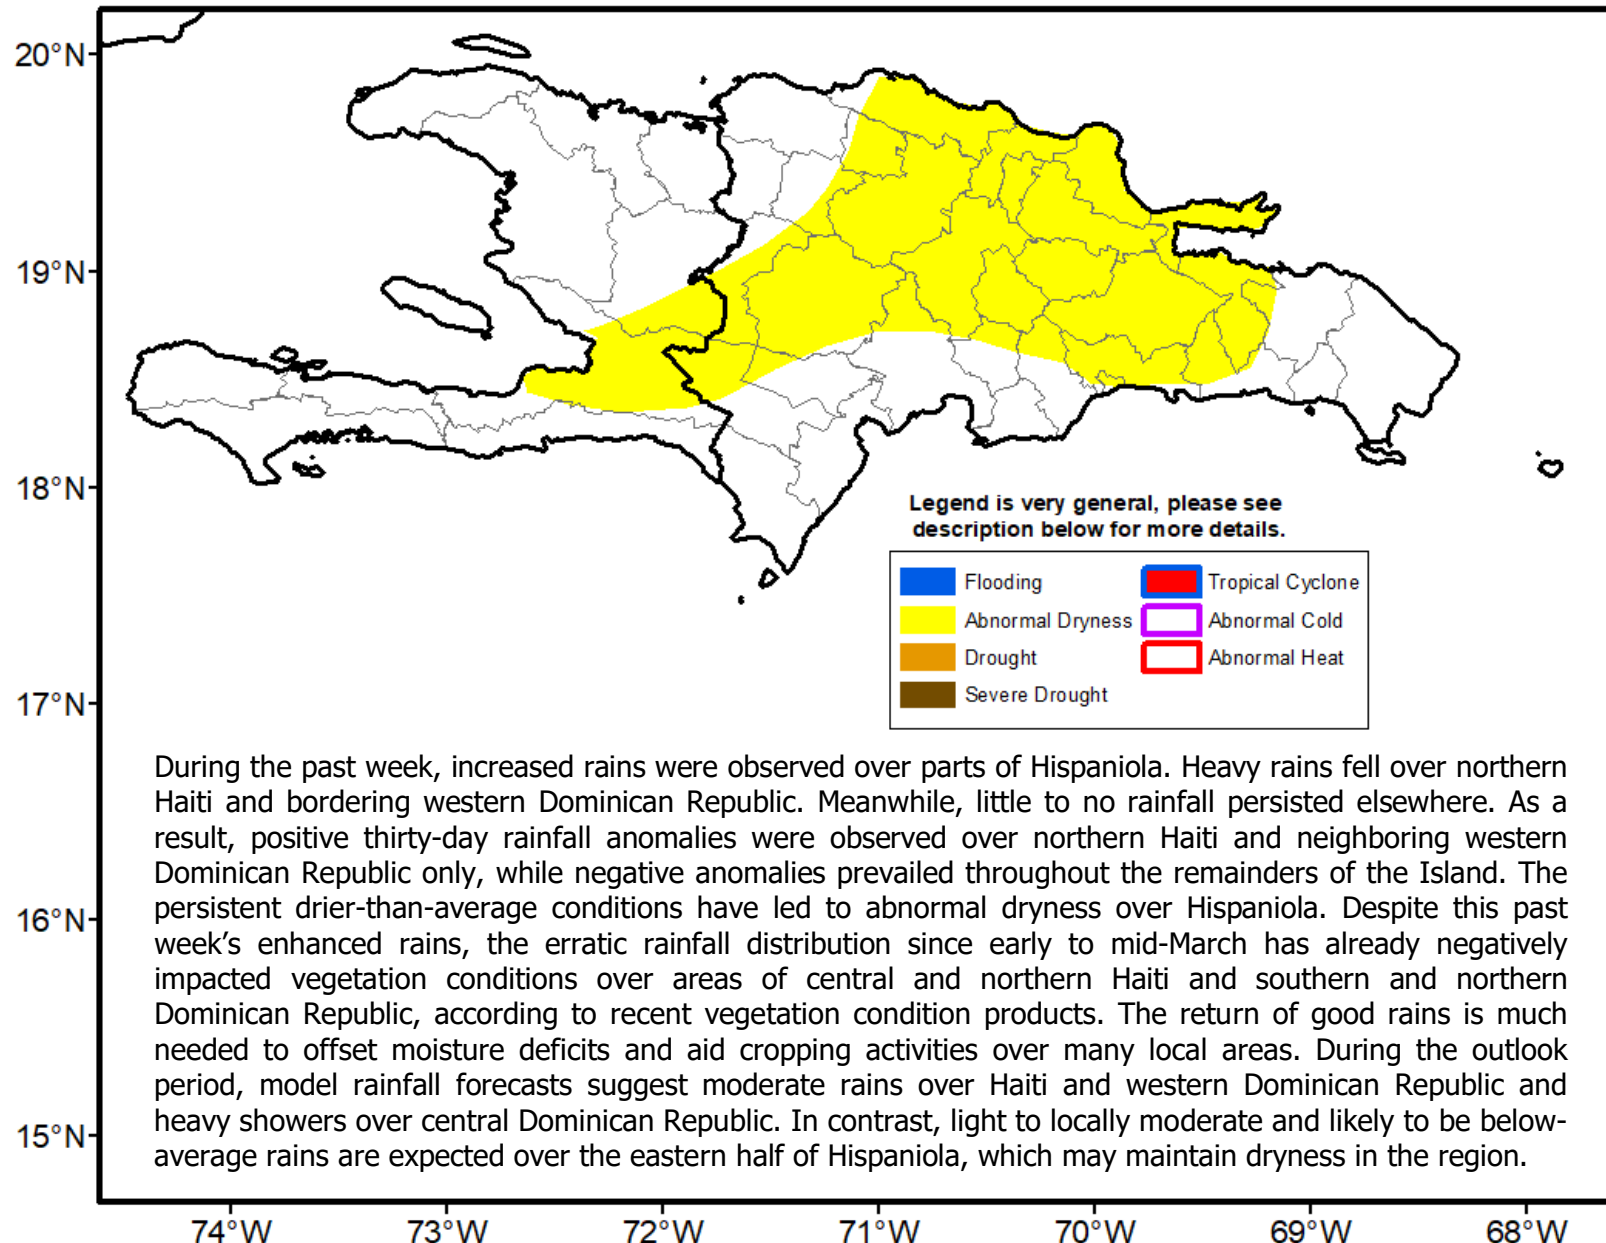 20°N
19°N
18°N
17°N
16°N
15°N
Legend is very general, please see
description below for more details.
Flooding
Tropical Cyclone
Abnormal Dryness
Abnormal Cold
Drought
Abnormal Heat
Severe Drought
During the past week, increased rains were observed over parts of Hispaniola. Heavy rains fell over northern
Haiti and bordering western Dominican Republic. Meanwhile, little to no rainfall persisted elsewhere. As a
result, positive thirty-day rainfall anomalies were observed over northern Haiti and neighboring western
Dominican Republic only, while negative anomalies prevailed throughout the remainders of the Island. The
persistent drier-than-average conditions have led to abnormal dryness over Hispaniola. Despite this past
week's enhanced rains, the erratic rainfall distribution since early to mid-March has already negatively
impacted vegetation conditions over areas of central and northern Haiti and southern and northern
Dominican Republic, according to recent vegetation condition products. The return of good rains is much
needed to offset moisture deficits and aid cropping activities over many local areas. During the outlook
period, model rainfall forecasts suggest moderate rains over Haiti and western Dominican Republic and
heavy showers over central Dominican Republic. In contrast, light to locally moderate and likely to be below-
average rains are expected over the eastern half of Hispaniola, which may maintain dryness in the region.
74°W
73°W
72°W
71°W
70°W
69°W
68°W